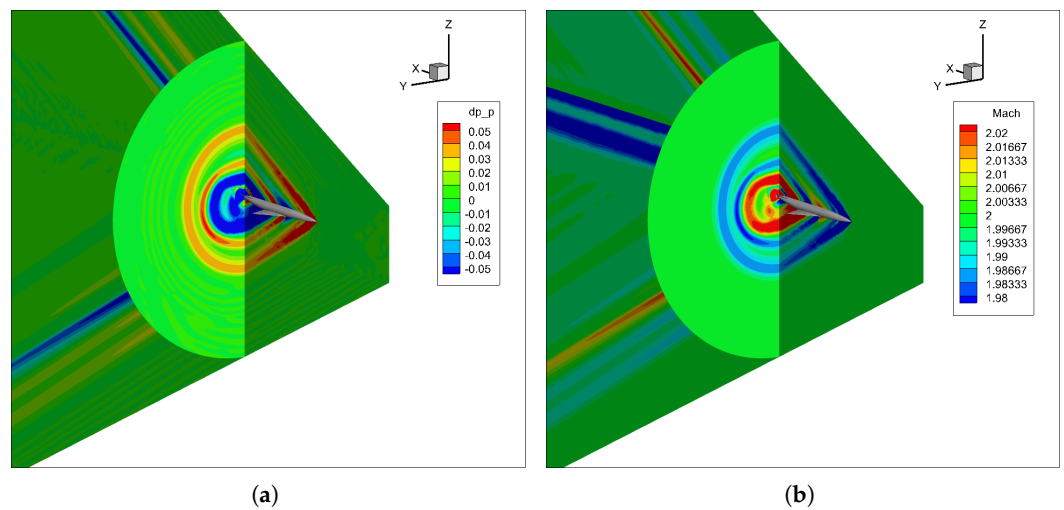 Z
X
Y
dp_p
0.05
0.04
0.03
0.02
0.01
0
-0.01
-0.02
-0.03
-0.04
-0.05
(a)
Z
X
Y
Mach
2.02
2.01667
2.01333
2.01
2.00667
2.00333
2
1.99667
1.99333
1.99
1.98667
1.98333
1.98
(b)